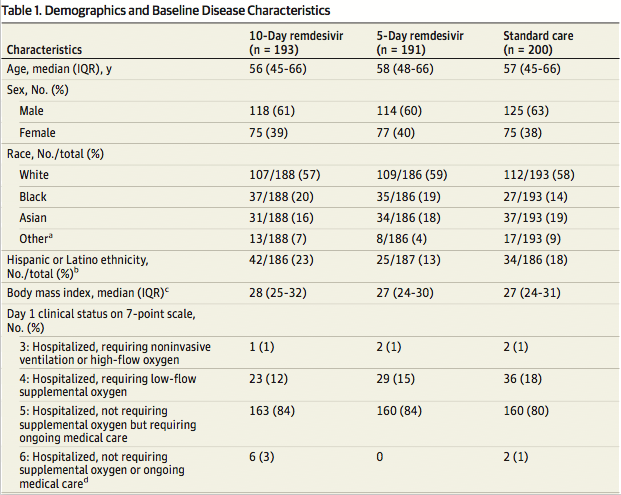 Table 1. Demographics and Baseline Disease Characteristics
Characteristics 10-Day remdesivir (n = 193) 5-Day remdesivir (n = 191) Standard care (n = 200)
Age, median (IQR), y 56 (45-66) 58 (48-66) 57 (45-66)
Sex, No. (%)
Male 118 (61) 114 (60) 125 (63)
Female 75 (39) 77 (40) 75 (38)
Race, No./total (%)
White 107/188 (57) 109/186 (59) 112/193 (58)
Black 37/188 (20) 35/186 (19) 27/193 (14)
Asian 31/188 (16) 34/186 (18) 37/193 (19)
Otherᵃ 13/188 (7) 8/186 (4) 17/193 (9)
Hispanic or Latino ethnicity, 42/186 (23) 25/187 (13) 34/186 (18)
No./total (%)ᵇ
Body mass index, median (IQR)ᶜ 28 (25-32) 27 (24-30) 27 (24-31)
Day 1 clinical status on 7-point scale,
No. (%)
3: Hospitalized, requiring noninvasive 1 (1) 2 (1) 2 (1)
ventilation or high-flow oxygen
4: Hospitalized, requiring low-flow 23 (12) 29 (15) 36 (18)
supplemental oxygen
5: Hospitalized, not requiring 163 (84) 160 (84) 160 (80)
supplemental oxygen but requiring
ongoing medical care
6: Hospitalized, not requiring 6 (3) 0 2 (1)
supplemental oxygen or ongoing
medical careᵈ